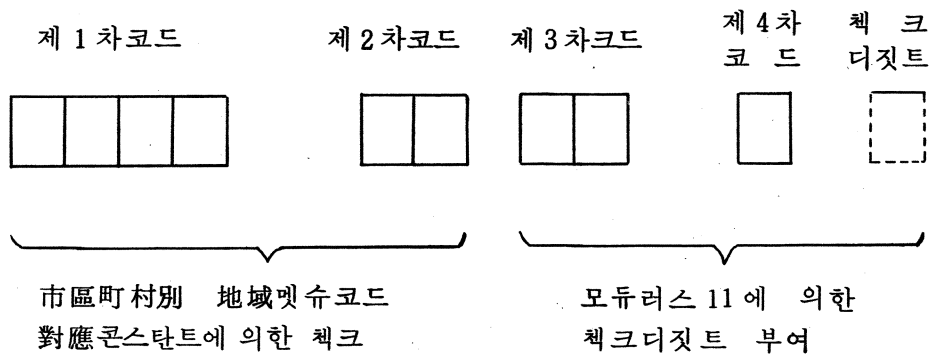 제 1 차코드
제 2 차코드
제 3 차크드
제 4 차
코 드
첵 크
디짓트
市區町村別 地域멧슈코드
對應콘스탄트에 의한 첵크
모듀러스 11 에 의한
첵크디짓트 부여